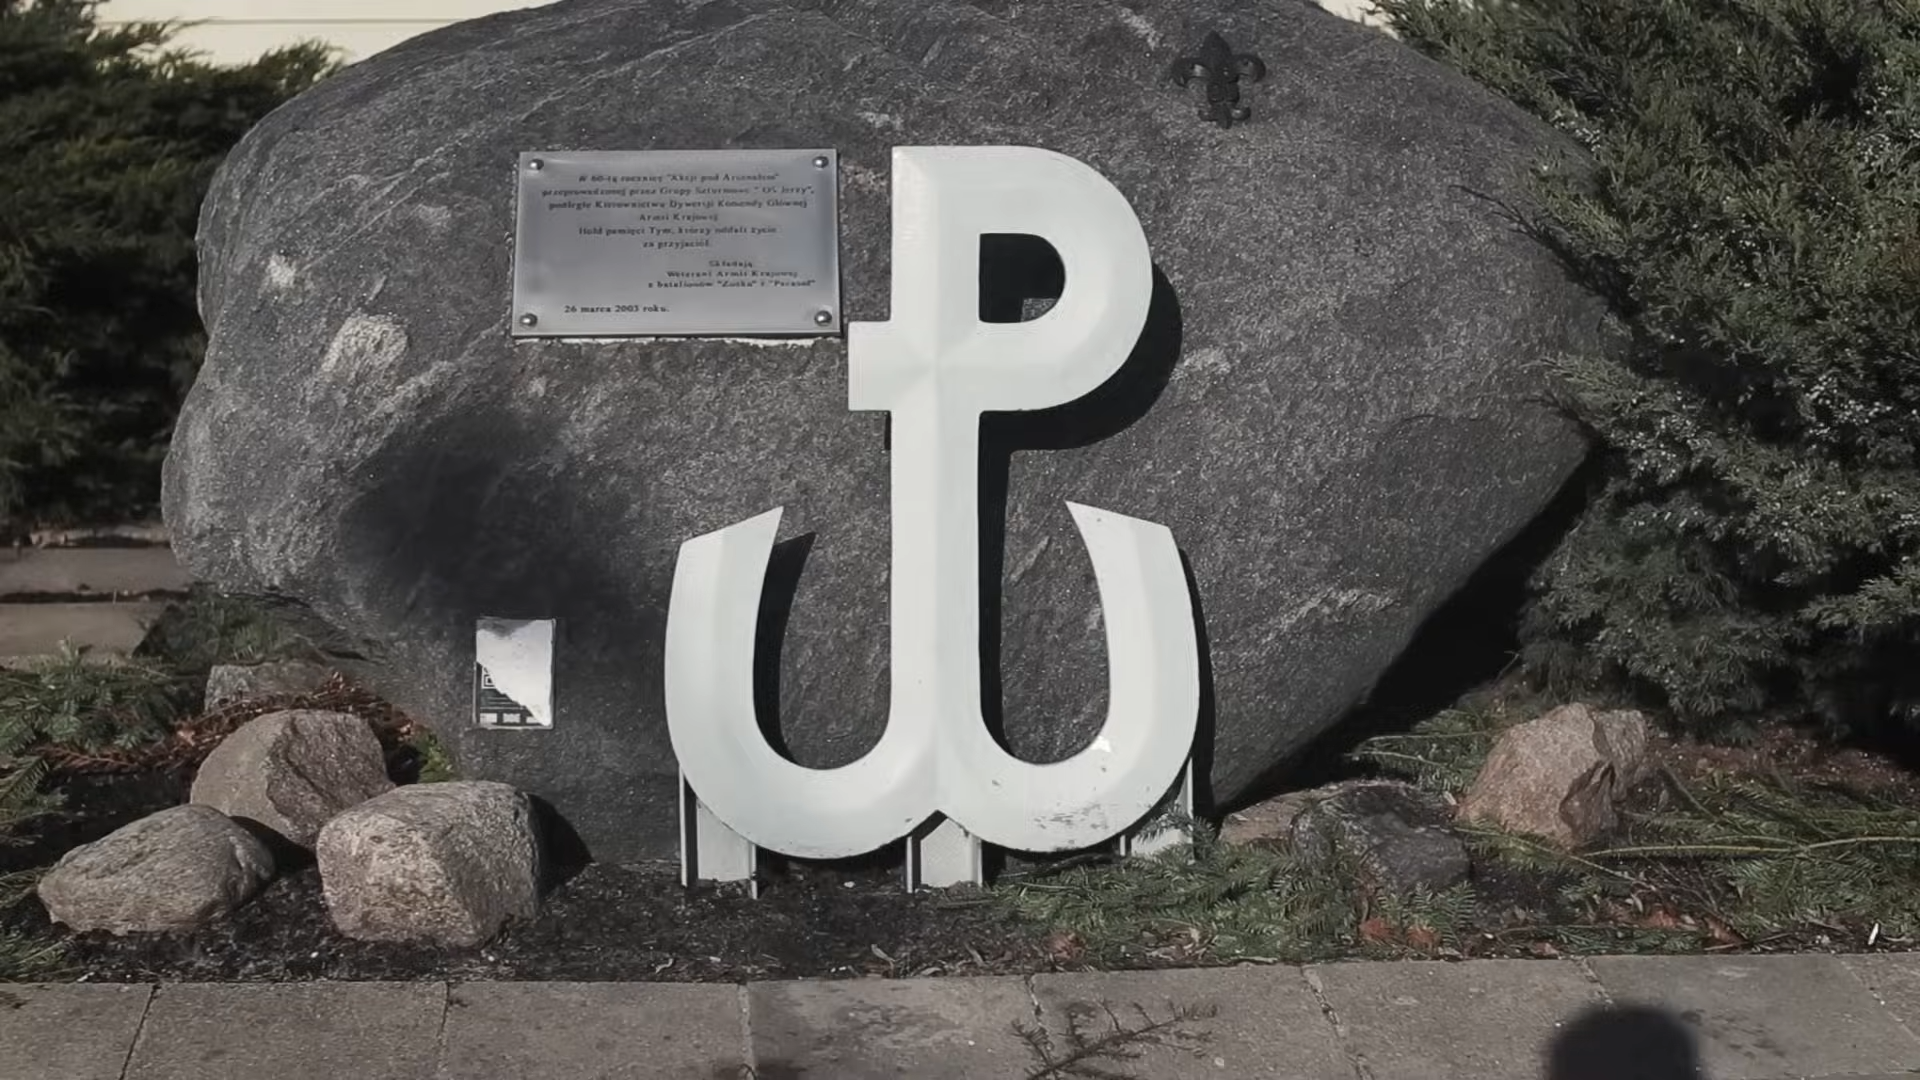 W 60-tą rocznicę "Akcji pod Arsenałem"
przeprowadzonej przez Grupy Szturmowe "OS Jerzy",
podległe Kierownictwu Dywersji Komendy Głównej
Armii Krajowej
Hołd pamięci Tym, którzy oddali życie
za przyjaciół.
Składają
Weterani Armii Krajowej
z batalionów "Zośka" i "Parasol"
26 marca 2003 roku.